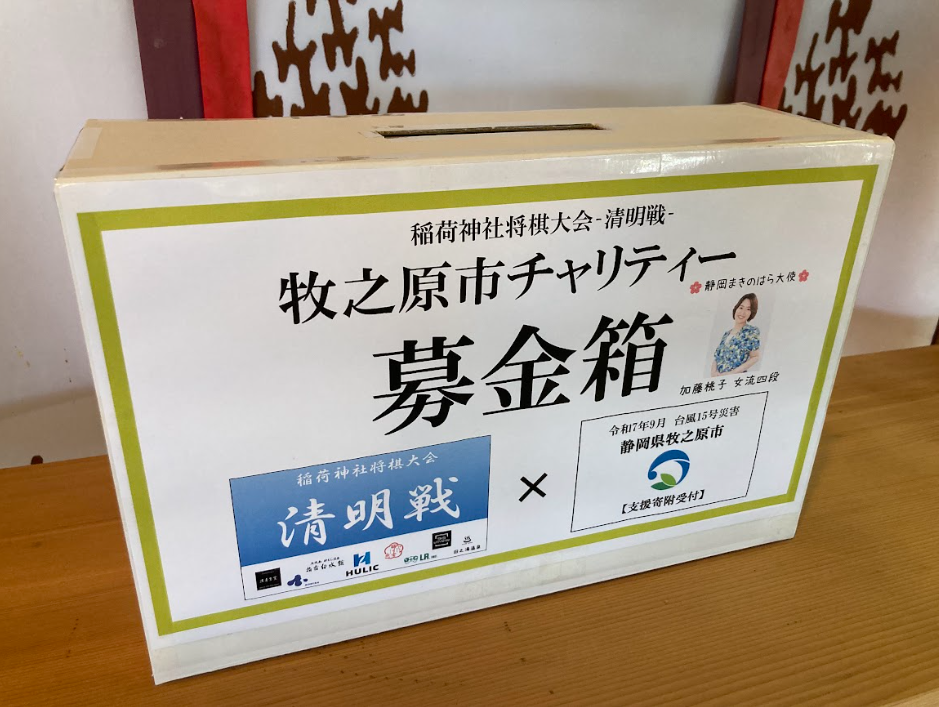 稲荷神社将棋大会-清明戦-
牧之原市チャリティー
募金箱
静岡まきのはら大使
加藤桃子 女流四段
稲荷神社将棋大会
清明戦
HULIC
LR
×
令和7年9月 台風15号災害
静岡県牧之原市
【支援寄附受付】